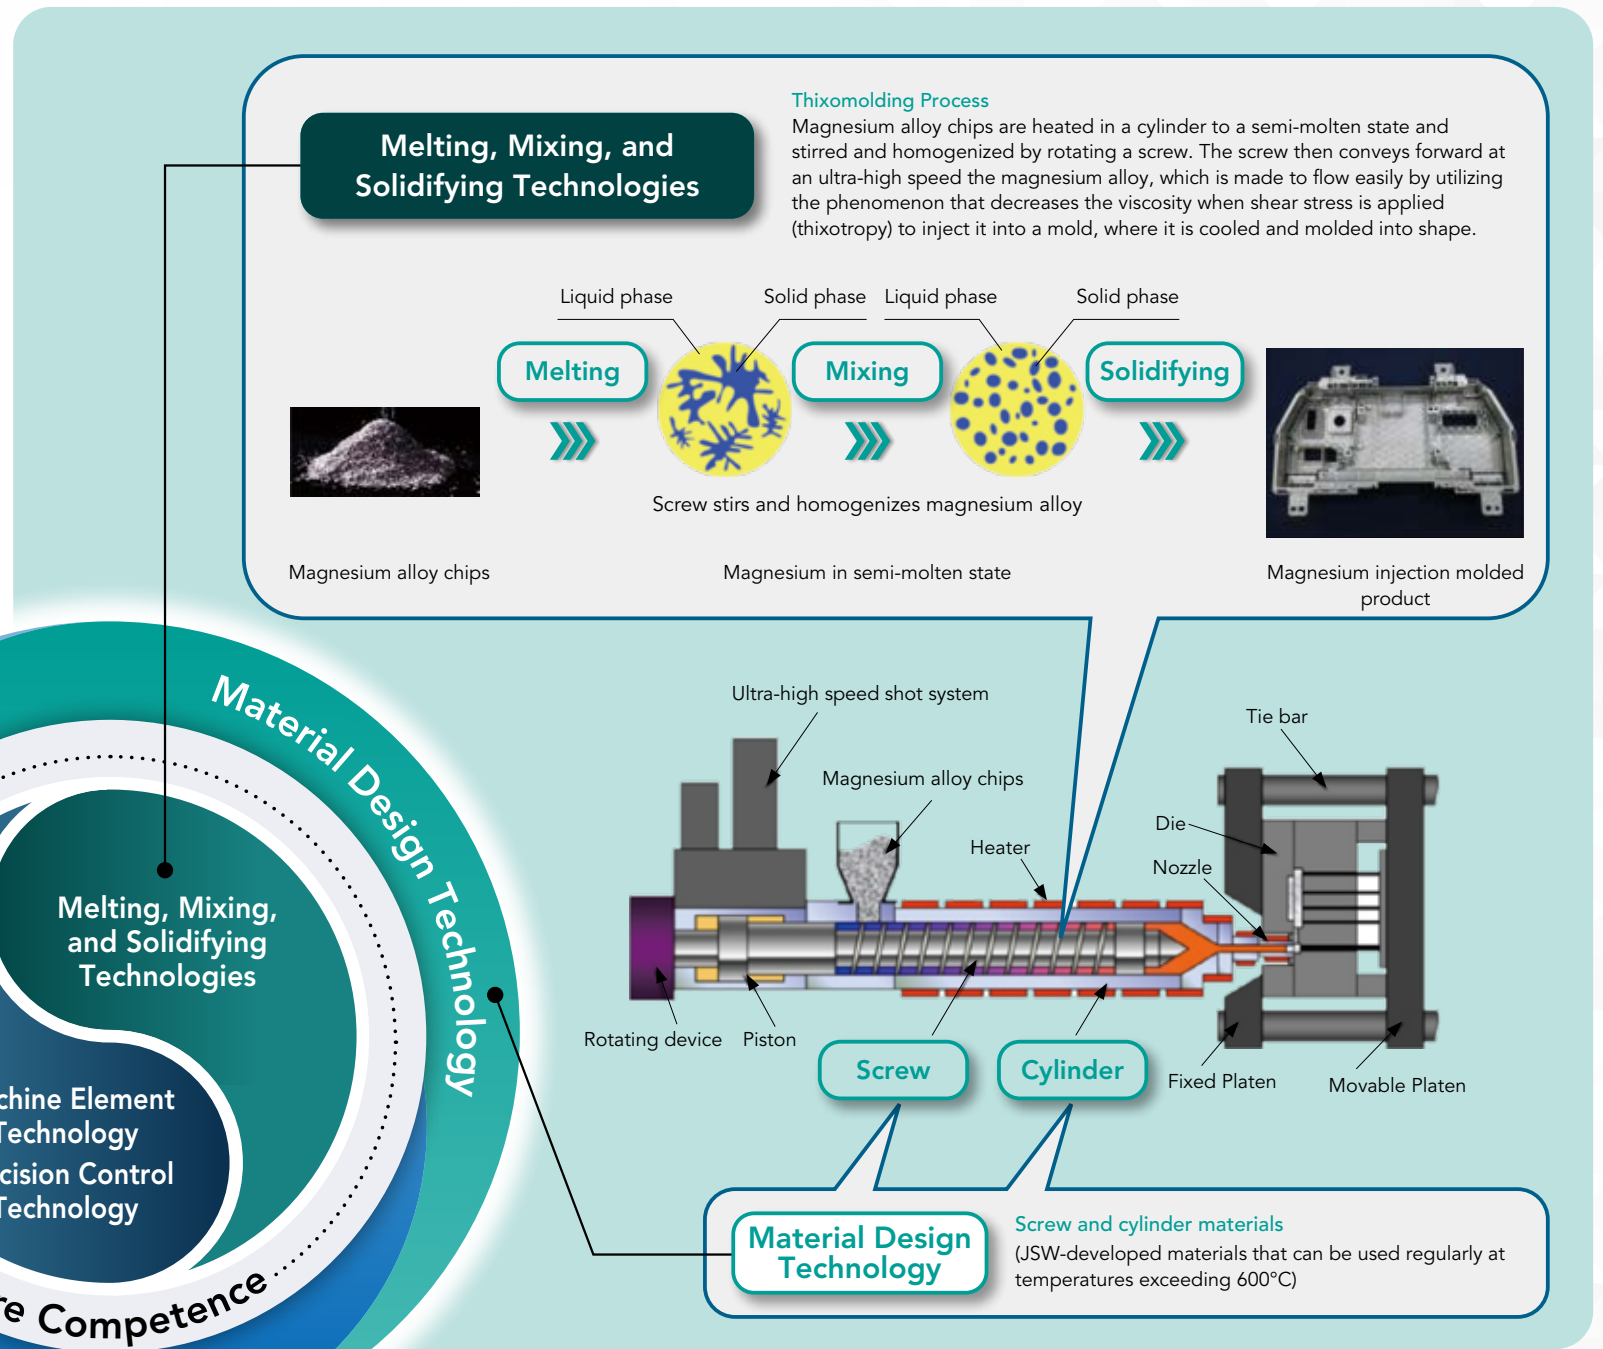 Melting, Mixing, and
Solidifying Technologies
Thixomolding Process
Magnesium alloy chips are heated in a cylinder to a semi-molten state and
stirred and homogenized by rotating a screw. The screw then conveys forward at
an ultra-high speed the magnesium alloy, which is made to flow easily by utilizing
the phenomenon that decreases the viscosity when shear stress is applied
(thixotropy) to inject it into a mold, where it is cooled and molded into shape.
Liquid phase
Solid phase
Liquid phase
Solid phase
Melting
Mixing
Solidifying
Screw stirs and homogenizes magnesium alloy
Magnesium alloy chips
Magnesium in semi-molten state
Magnesium injection molded
product
Material Design Technology
Melting, Mixing,
and Solidifying
Technologies
chine Element
Technology
cision Control
Technology
re Competence
Ultra-high speed shot system
Magnesium alloy chips
Heater
Tie bar
Die
Nozzle
Rotating device
Piston
Screw
Cylinder
Fixed Platen
Movable Platen
Material Design
Technology
Screw and cylinder materials
(JSW-developed materials that can be used regularly at
temperatures exceeding 600°C)